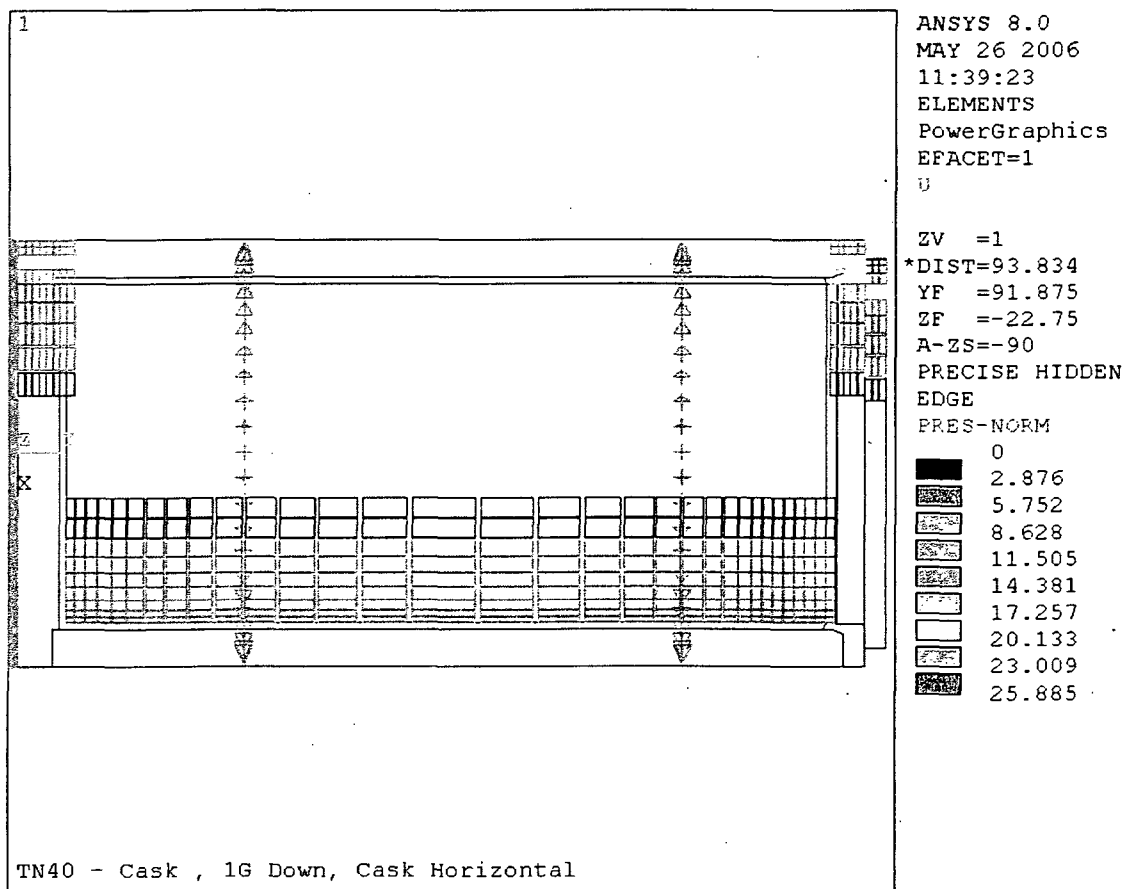 1
ANSYS 8.0
MAY 26 2006
11:39:23
ELEMENTS
PowerGraphics
EFACET=1
U
ZV =1
*DIST=93.834
YF =91.875
ZF =-22.75
A-ZS=-90
PRECISE HIDDEN
EDGE
PRES-NORM
0
2.876
5.752
8.628
11.505
14.381
17.257
20.133
23.009
25.885
Z Y
X
TN40 - Cask , 1G Down, Cask Horizontal